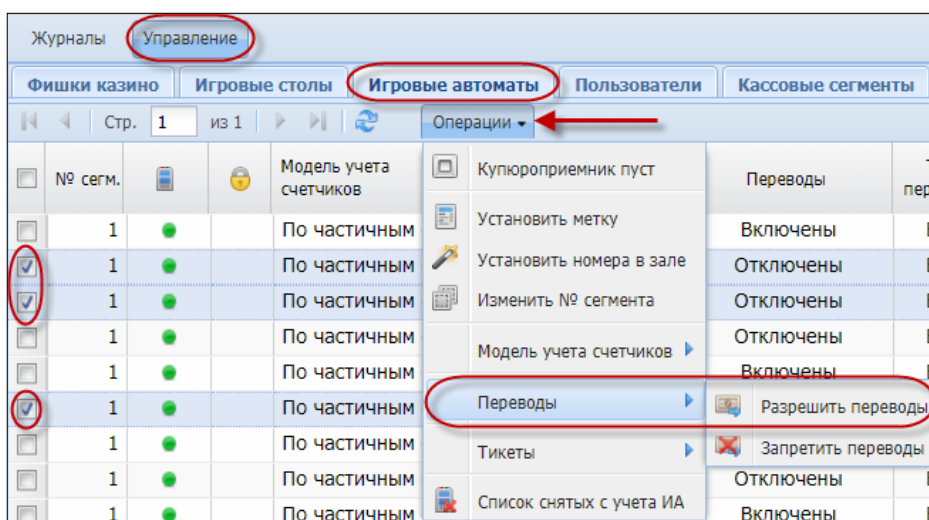 Журналы Управление
Фишки казино Игровые столы Игровые автоматы Пользователи Кассовые сегменты
Стр. 1 из 1 Операции
№ сегм. Модель учета счетчиков Переводы
Купюроприемник пуст
Установить метку
Установить номера в зале
Изменить № сегмента
Модель учета счетчиков
Переводы
Тикеты
Список снятых с учета ИА
Разрешить переводы
Запретить переводы
1 По частичным Включены
1 По частичным Отключены
1 По частичным Отключены
1 По частичным Отключены
1 По частичным Включены
1 По частичным
1 По частичным
1 По частичным Отключены
1 По частичным Включены